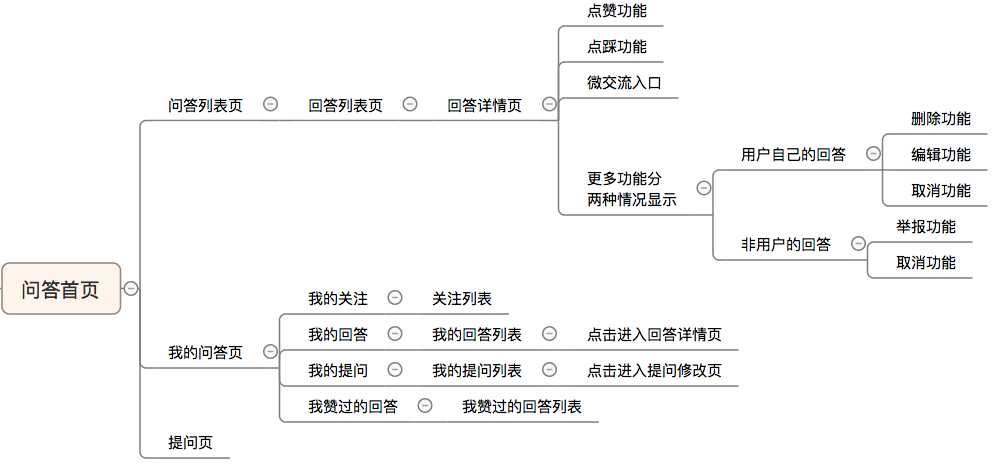 问答首页
问答列表页
回答列表页
回答详情页
点赞功能
点踩功能
微交流入口
更多功能分
两种情况显示
用户自己的回答
删除功能
编辑功能
取消功能
非用户的回答
举报功能
取消功能
我的问答页
我的关注
关注列表
我的回答
我的回答列表
点击进入回答详情页
我的提问
我的提问列表
点击进入提问修改页
我赞过的回答
我赞过的回答列表
提问页